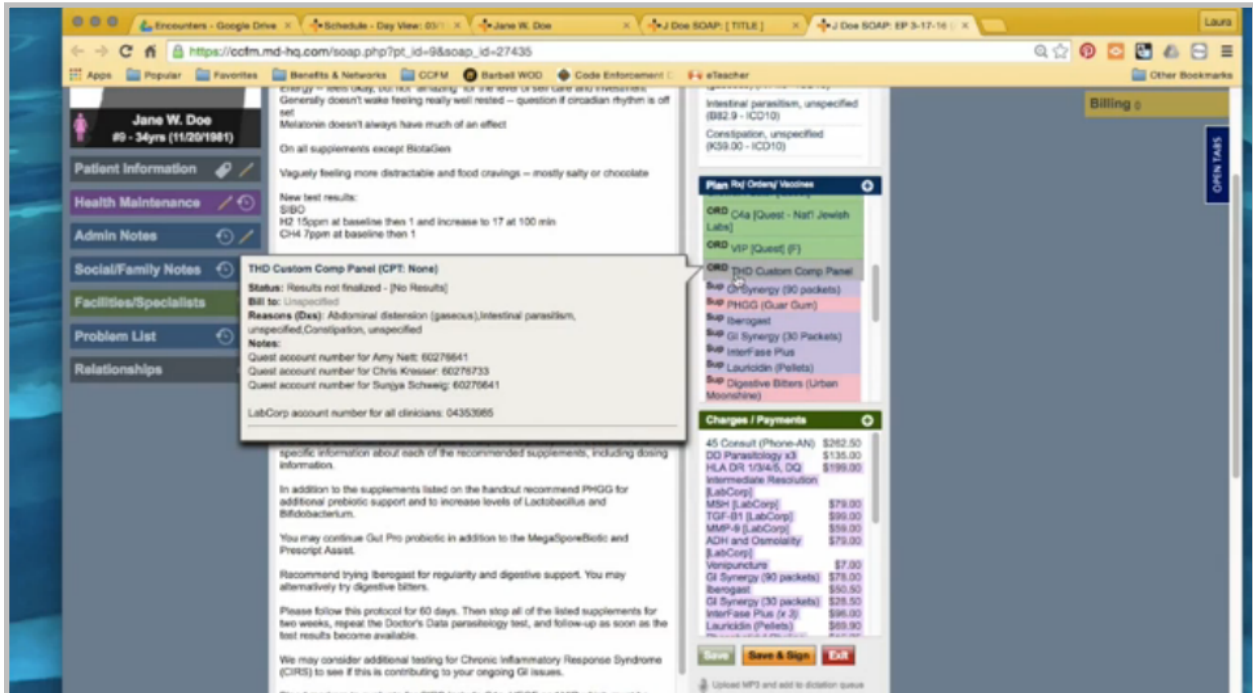 Encounters - Google Drive
Schedule - Day View: 03/1
Jane W. Doe
J Doe SOAP: [ TITLE ]
J Doe SOAP: EP 3-17-16
Laura
https://ccfm.md-hq.com/soap.php?pt_id=9&soap_id=27435
Apps
Popular
Favorites
Benefits & Networks
CCFM
Barbell WOD
Code Enforcement
eTeacher
Other Bookmarks
Jane W. Doe
#9 - 34yrs (11/20/1981)
Patient Information
Health Maintenance
Admin Notes
Social/Family Notes
Facilities/Specialists
Problem List
Relationships
Generally doesn't wake feeling really well rested -- question if circadian rhythm is off
set
Melatonin doesn't always have much of an effect
On all supplements except BiotaGen
Vaguely feeling more distractable and food cravings -- mostly salty or chocolate
New test results:
SIBO
H2 15ppm at baseline then 1 and increase to 17 at 100 min
CH4 7ppm at baseline then 1
THD Custom Comp Panel (CPT: None)
Status: Results not finalized - [No Results]
Bill to: Unspecified
Reasons (Dxs): Abdominal distension (gaseous),Intestinal parasitism,
unspecified,Constipation, unspecified
Notes:
Quest account number for Amy Nett: 60276641
Quest account number for Chris Kresser: 60276733
Quest account number for Sunjya Schweig: 60276641
LabCorp account number for all clinicians: 04353985
specific information about each of the recommended supplements, including dosing
information.
In addition to the supplements listed on the handout recommend PHGG for
additional prebiotic support and to increase levels of Lactobacillus and
Bifidobacterium.
You may continue Gut Pro probiotic in addition to the MegaSporeBiotic and
Prescript Assist.
Recommend trying Iberogast for regularity and digestive support. You may
alternatively try digestive bitters.
Please follow this protocol for 60 days. Then stop all of the listed supplements for
two weeks, repeat the Doctor's Data parasitology test, and follow-up as soon as the
test results become available.
We may consider additional testing for Chronic Inflammatory Response Syndrome
(CIRS) to see if this is contributing to your ongoing GI issues.
Intestinal parasitism, unspecified
(B82.9 - ICD10)
Constipation, unspecified
(K59.00 - ICD10)
Plan Rx/ Orders/ Vaccines
ORD C4a [Quest - Nat'l Jewish
Labs]
ORD VIP [Quest] (F)
ORD THD Custom Comp Panel
Sup GI Synergy (90 packets)
Sup PHGG (Guar Gum)
Sup Iberogast
Sup GI Synergy (30 Packets)
Sup InterFase Plus
Sup Lauricidin (Pellets)
Sup Digestive Bitters (Urban
Moonshine)
Charges / Payments
45 Consult (Phone-AN) $262.50
DD Parasitology x3 $135.00
HLA DR 1/3/4/5, DQ $199.00
Intermediate Resolution
[LabCorp]
MSH [LabCorp] $79.00
TGF-B1 [LabCorp] $99.00
MMP-9 [LabCorp] $59.00
ADH and Osmolality $79.00
[LabCorp]
Venipuncture $7.00
GI Synergy (90 packets) $78.00
Iberogast $50.50
GI Synergy (30 packets) $28.50
InterFase Plus (x 2) $96.00
Lauricidin (Pellets) $69.90
Save
Save & Sign
Exit
Upload MP3 and add to dictation queue
Billing 0
OPEN TABS